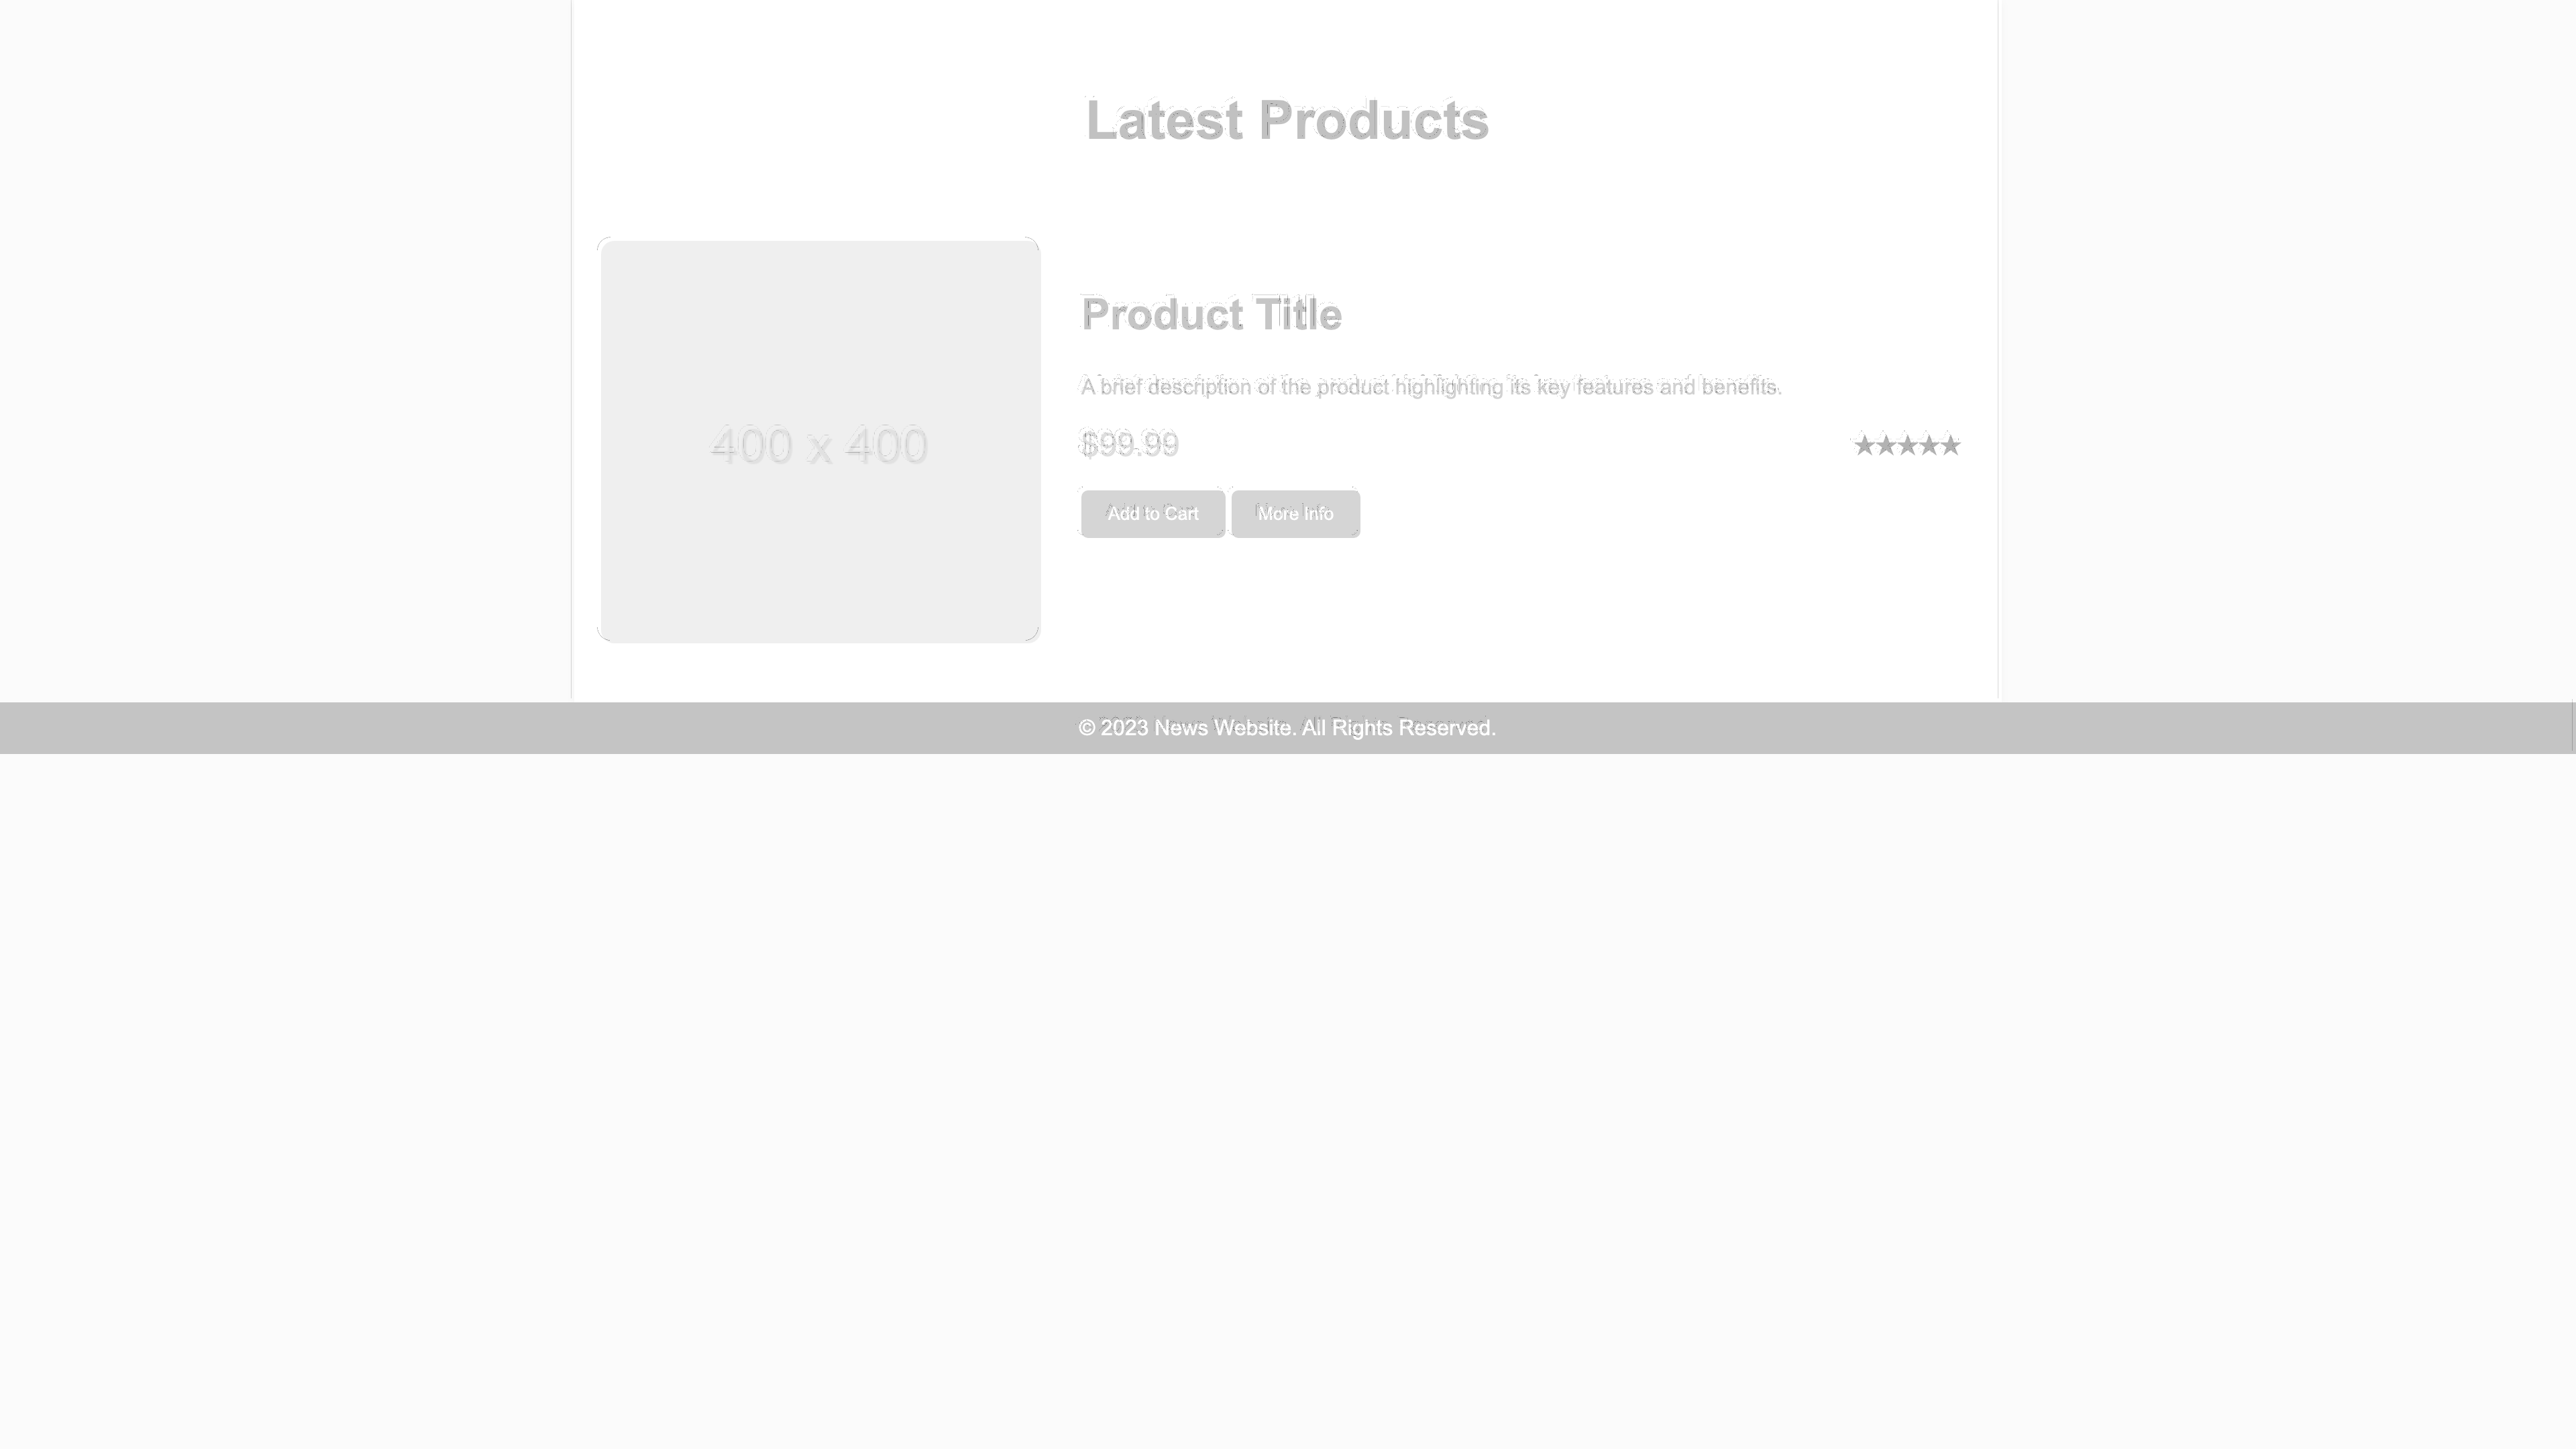 Latest Products
400 x 400
Product Title
A brief description of the product highlighting its key features and benefits.
$99.99 ★★★★★
Add to Cart More Info
© 2023 News Website. All Rights Reserved.